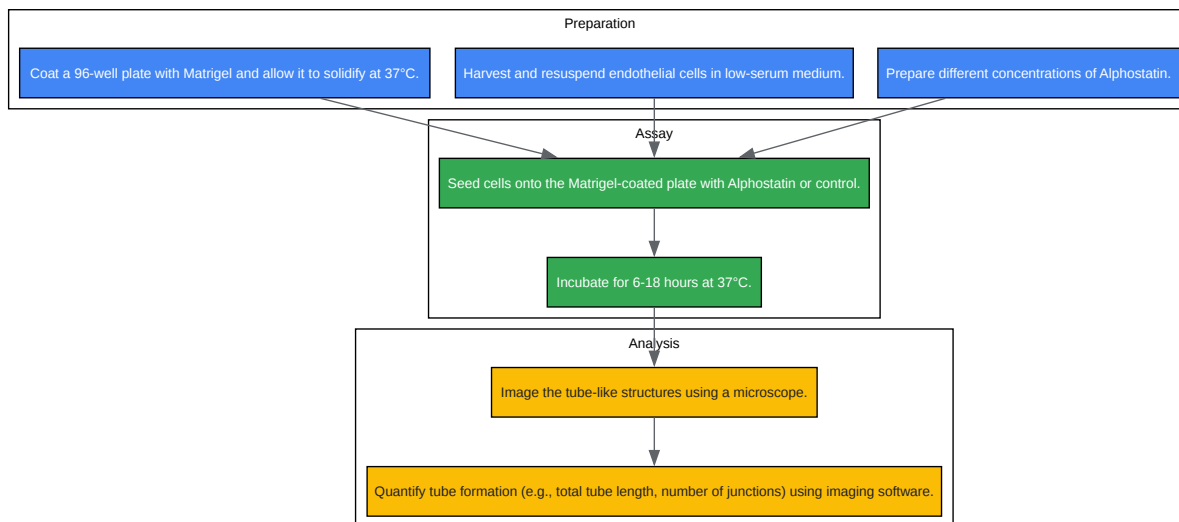 Preparation
Coat a 96-well plate with Matrigel and allow it to solidify at 37°C.
Harvest and resuspend endothelial cells in low-serum medium.
Prepare different concentrations of Alphostatin.
Assay
Seed cells onto the Matrigel-coated plate with Alphostatin or control.
Incubate for 6-18 hours at 37°C.
Analysis
Image the tube-like structures using a microscope.
Quantify tube formation (e.g., total tube length, number of junctions) using imaging software.